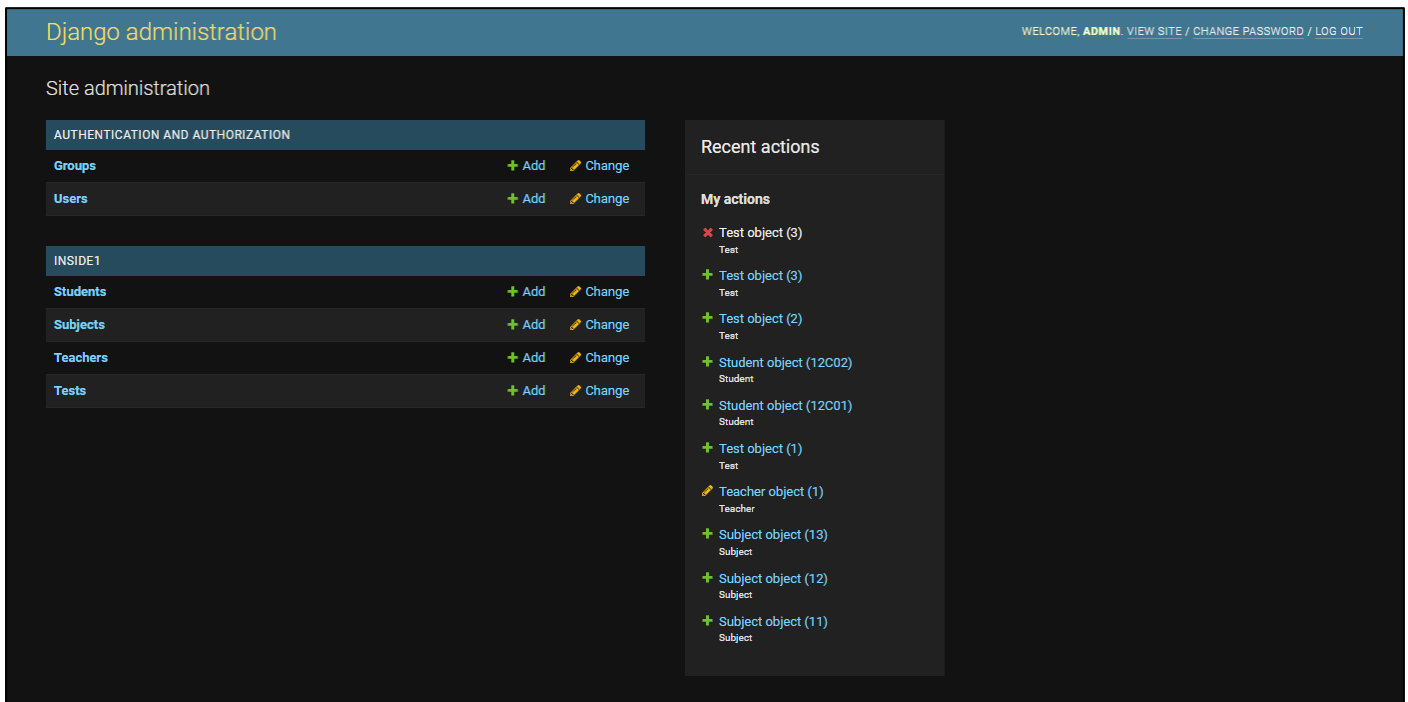 Django administration
WELCOME, ADMIN. VIEW SITE / CHANGE PASSWORD / LOG OUT
Site administration
AUTHENTICATION AND AUTHORIZATION
Groups Add Change
Users Add Change
INSIDE1
Students Add Change
Subjects Add Change
Teachers Add Change
Tests Add Change
Recent actions
My actions
Test object (3)
Test
Test object (3)
Test
Test object (2)
Test
Student object (12C02)
Student
Student object (12C01)
Student
Test object (1)
Test
Teacher object (1)
Teacher
Subject object (13)
Subject
Subject object (12)
Subject
Subject object (11)
Subject